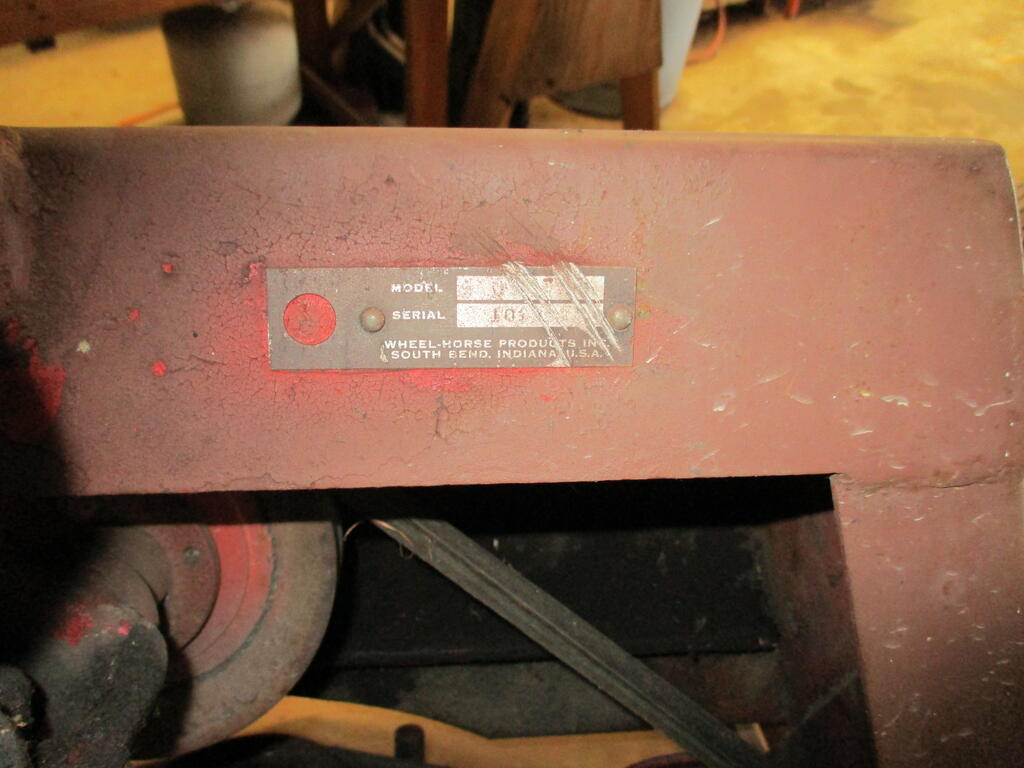 MODEL
SERIAL
WHEEL-HORSE PRODUCTS INC.
SOUTH BEND, INDIANA, U.S.A.